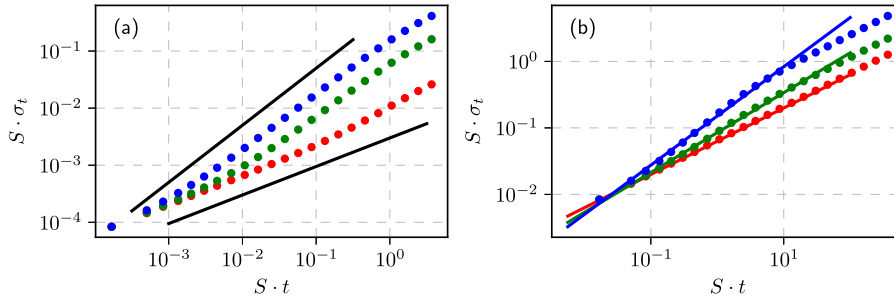 (a)
(b)
S · σ_t
10^{-1}
10^{-2}
10^{-3}
10^{-4}
10^{-3}
10^{-2}
10^{-1}
10^{0}
S · t
S · σ_t
10^{0}
10^{-1}
10^{-2}
10^{-1}
10^{1}
S · t